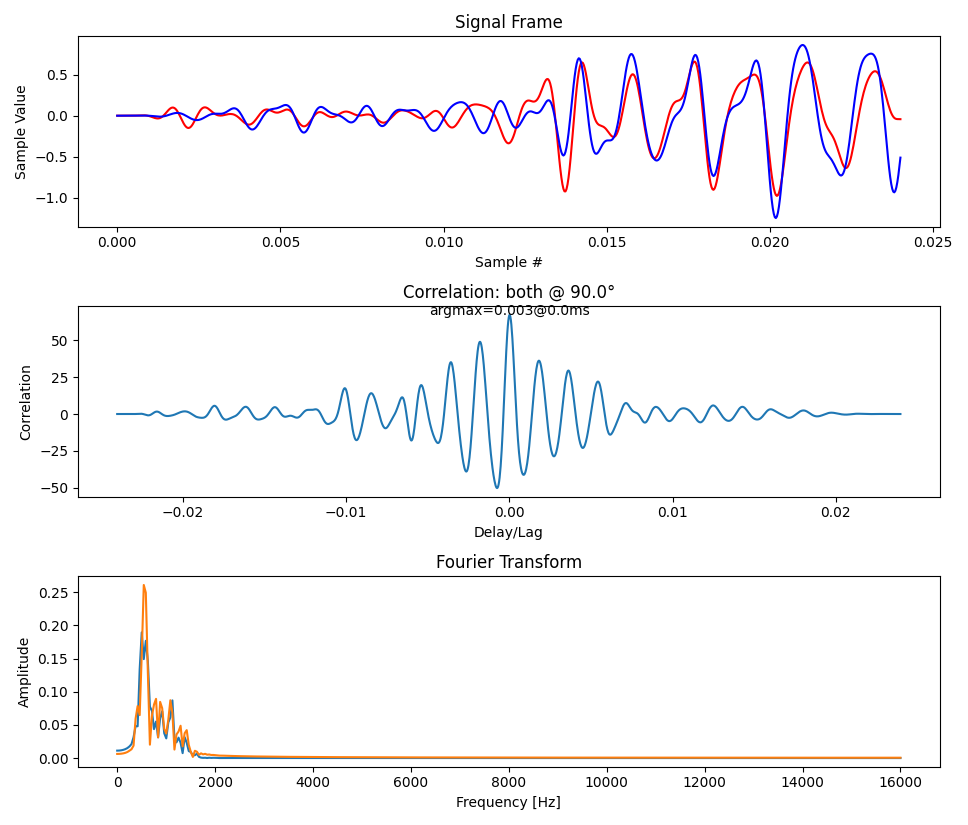 Signal Frame
Sample Value
0.5
0.0
−0.5
−1.0
0.000 0.005 0.010 0.015 0.020 0.025
Sample #
Correlation: both @ 90.0°
argmax=0.003@0.0ms
Correlation
50
25
0
−25
−50
−0.02 −0.01 0.00 0.01 0.02
Delay/Lag
Fourier Transform
Amplitude
0.25
0.20
0.15
0.10
0.05
0.00
0 2000 4000 6000 8000 10000 12000 14000 16000
Frequency [Hz]